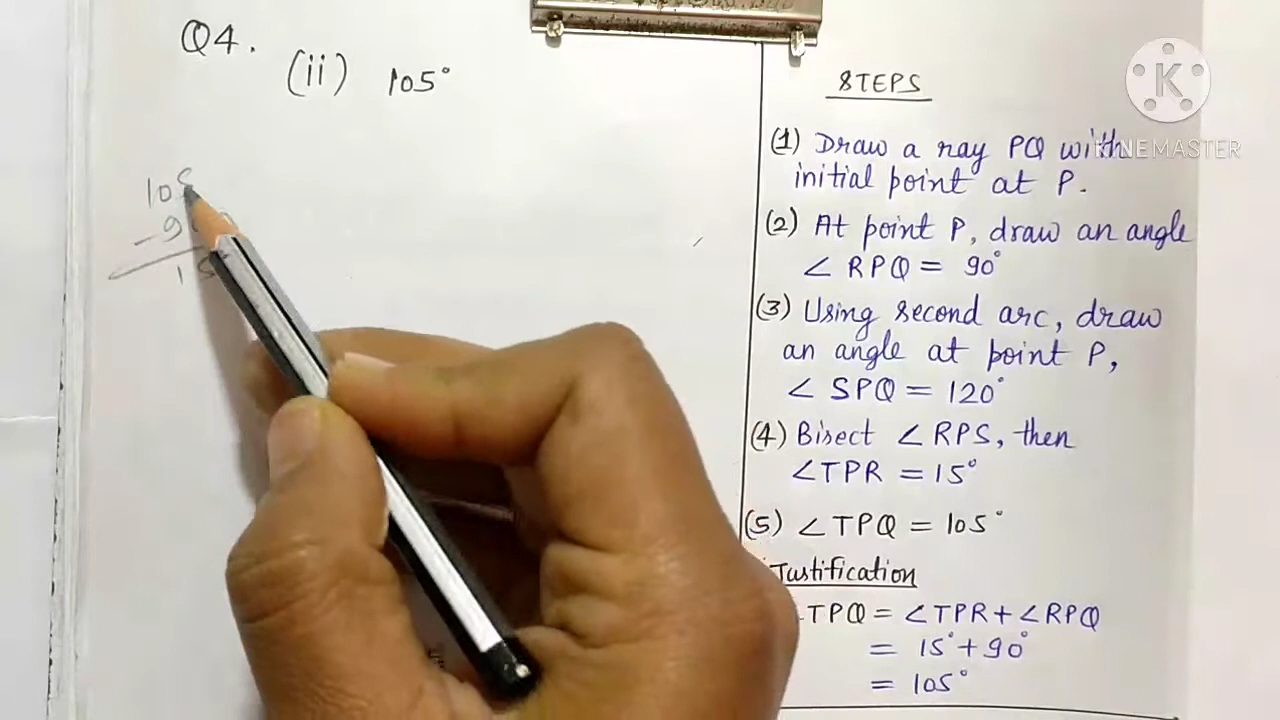 Q4.
(ii) 105°
105
- 9
15
STEPS
(1) Draw a ray PQ with
initial point at P.
(2) At point P, draw an angle
∠ RPQ = 90°
(3) Using second arc, draw
an angle at point P,
∠ SPQ = 120°
(4) Bisect ∠RPS, then
∠TPR = 15°
(5) ∠TPQ = 105°
Justification
TPQ = ∠TPR + ∠RPQ
= 15° + 90°
= 105°
K
KINEMASTER